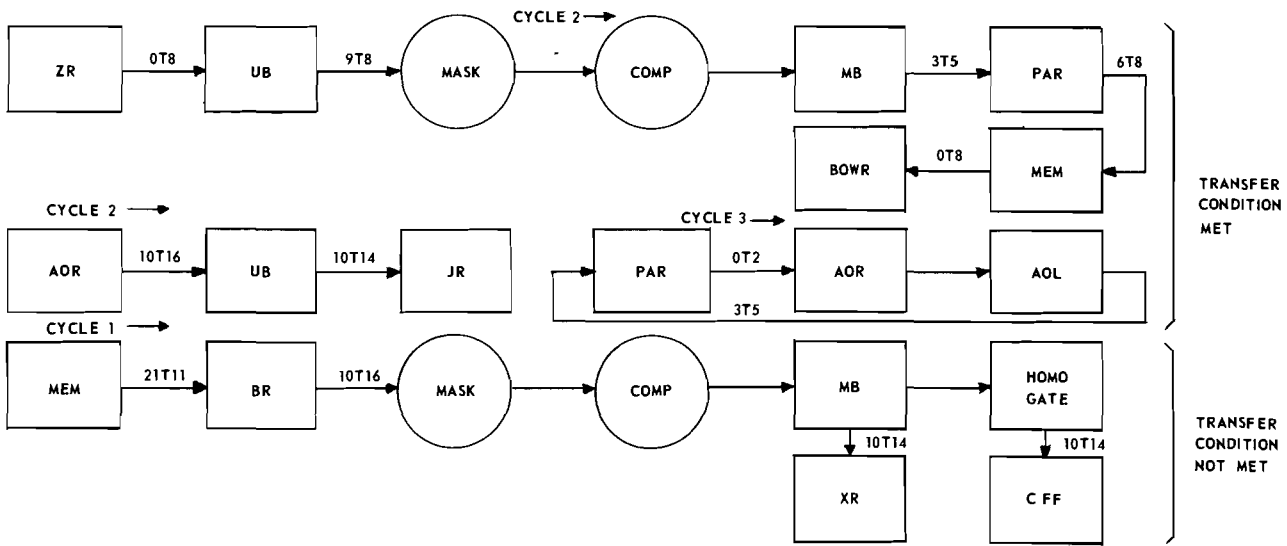 CYCLE 2
ZR 0T8 UB 9T8 MASK COMP MB 3T5 PAR 6T8
BOWR 0T8 MEM
TRANSFER
CONDITION
MET
CYCLE 2 CYCLE 3
AOR 10T16 UB 10T14 JR PAR 0T2 AOR AOL
3T5
CYCLE 1
MEM 21T11 BR 10T16 MASK COMP MB HOMO
GATE
10T14 10T14
XR C FF
TRANSFER
CONDITION
NOT MET